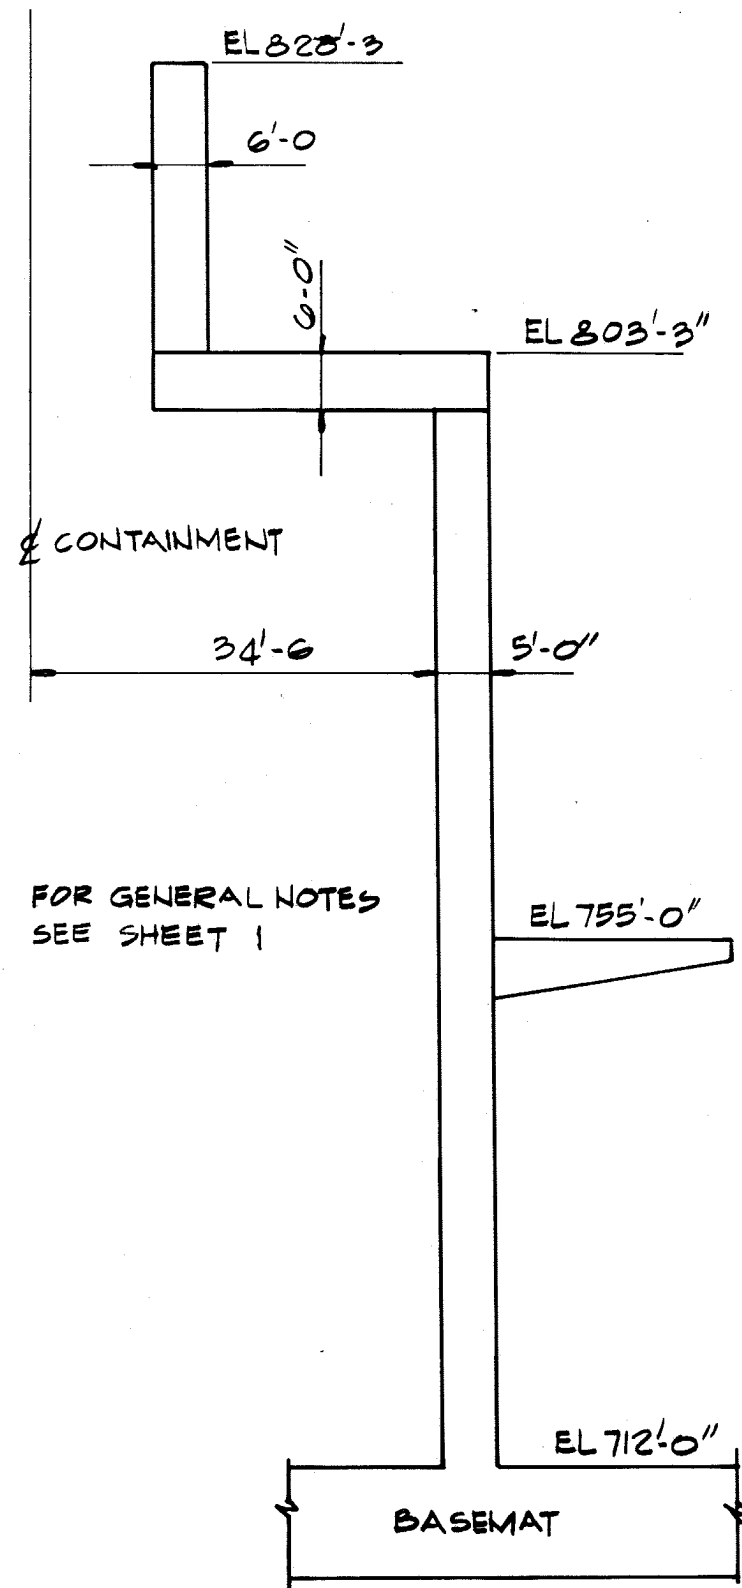 EL 828'-3
6'-0
6'-0"
EL 803'-3"
℄ CONTAINMENT
34'-6
5'-0"
FOR GENERAL NOTES
SEE SHEET 1
EL 755'-0"
EL 712'-0"
BASEMAT